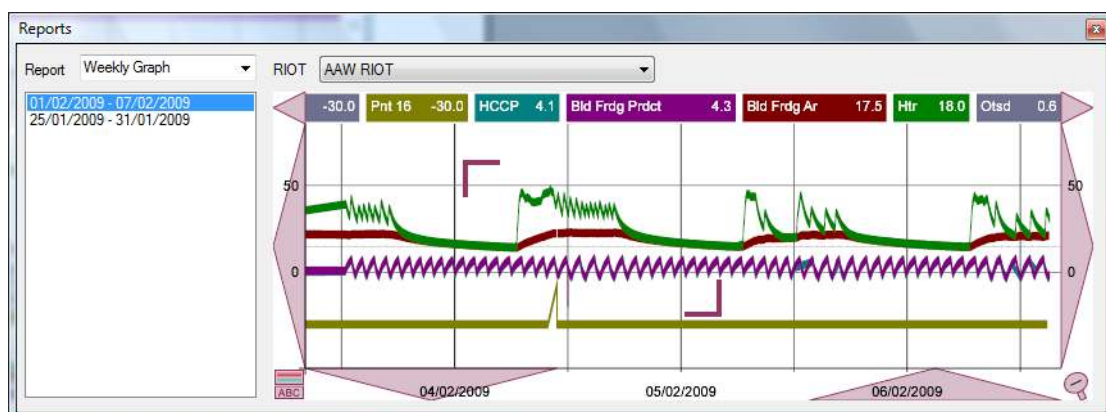 Reports
Report Weekly Graph RIOT AAW RIOT
01/02/2009 - 07/02/2009
25/01/2009 - 31/01/2009
-30.0 Pnt 16 -30.0 HCCP 4.1 Bld Frdg Prdct 4.3 Bld Frdg Ar 17.5 Htr 18.0 Otsd 0.6
50 50
0 0
04/02/2009 05/02/2009 06/02/2009
ABC